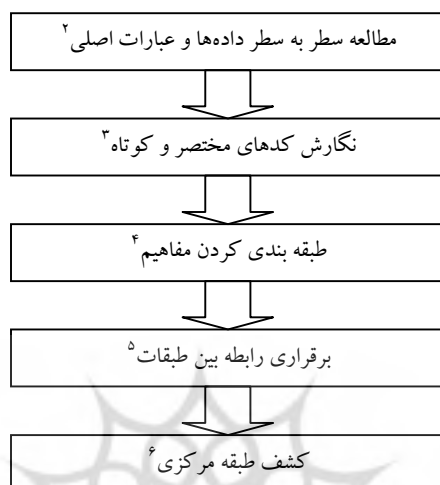 مطالعه سطر به سطر داده‌ها و عبارات اصلی۲
نگارش کدهای مختصر و کوتاه۳
طبقه بندی کردن مفاهیم۴
برقراری رابطه بین طبقات۵
کشف طبقه مرکزی۶